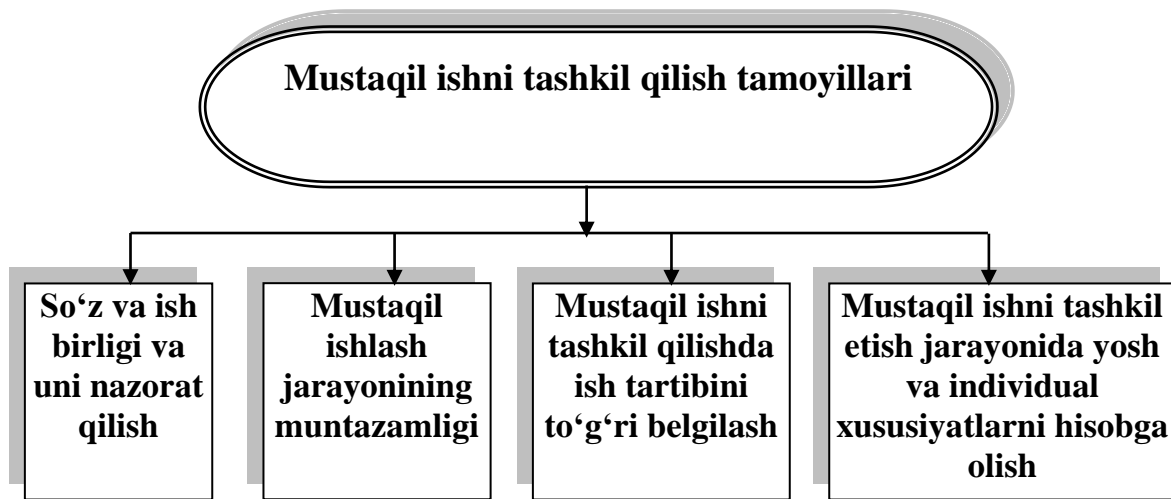 Mustaqil ishni tashkil qilish tamoyillari
So‘z va ish
birligi va
uni nazorat
qilish
Mustaqil
ishlash
jarayonining
muntazamligi
Mustaqil ishni
tashkil qilishda
ish tartibini
to‘g‘ri belgilash
Mustaqil ishni tashkil
etish jarayonida yosh
va individual
xususiyatlarni hisobga
olish